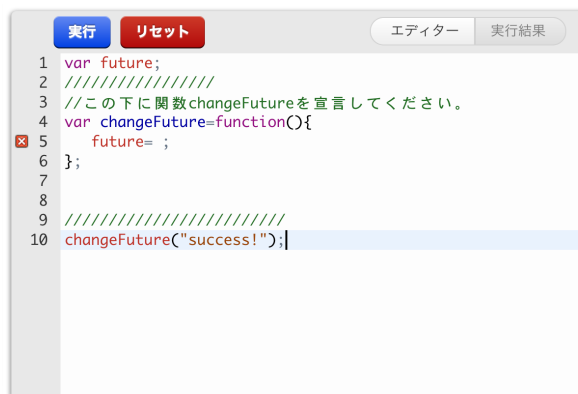 実行 リセット エディター 実行結果
1 var future;
2 /////////////////
3 //この下に関数changeFutureを宣言してください。
4 var changeFuture=function(){
5 future= ;
6 };
7
8
9 /////////////////////////
10 changeFuture("success!");